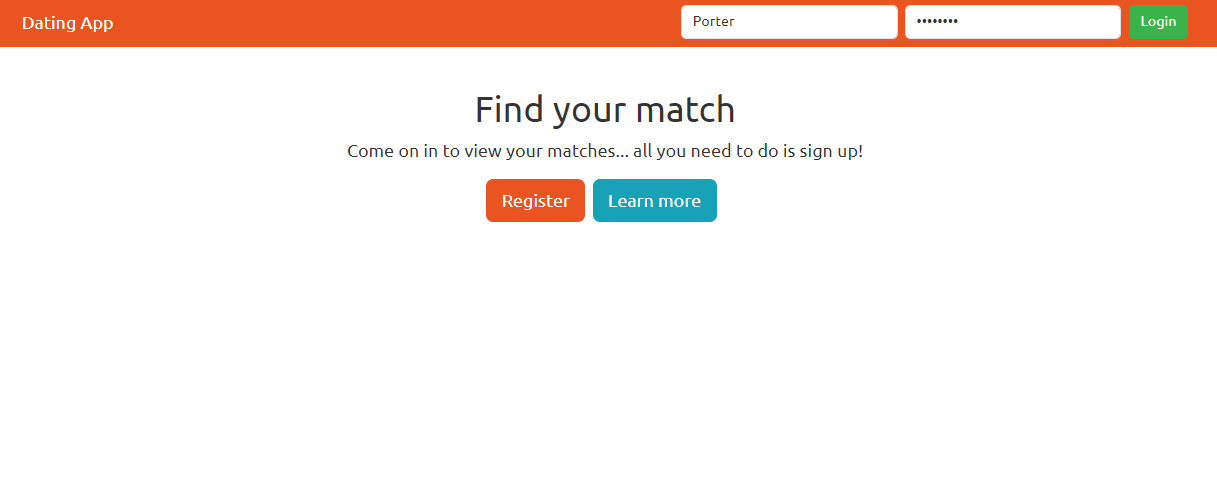 Dating App
Porter
••••••••
Login
Find your match
Come on in to view your matches... all you need to do is sign up!
Register
Learn more